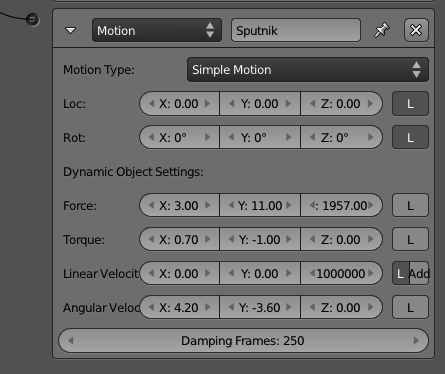 Motion Sputnik
Motion Type: Simple Motion
Loc: X: 0.00 Y: 0.00 Z: 0.00 L
Rot: X: 0° Y: 0° Z: 0° L
Dynamic Object Settings:
Force: X: 3.00 Y: 11.00 : 1957.00 L
Torque: X: 0.70 Y: -1.00 Z: 0.00 L
Linear Velocit X: 0.00 Y: 0.00 1000000 L Add
Angular Veloc X: 4.20 Y: -3.60 Z: 0.00 L
Damping Frames: 250